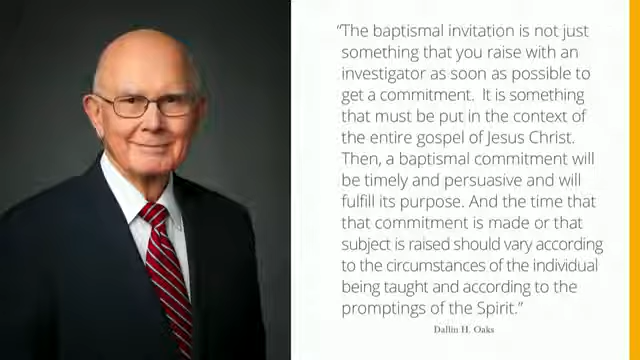 “The baptismal invitation is not just
something that you raise with an
investigator as soon as possible to
get a commitment.  It is something
that must be put in the context of
the entire gospel of Jesus Christ.
Then, a baptismal commitment will
be timely and persuasive and will
fulfill its purpose. And the time that
that commitment is made or that
subject is raised should vary according
to the circumstances of the individual
being taught and according to the
promptings of the Spirit.”
Dallin H. Oaks